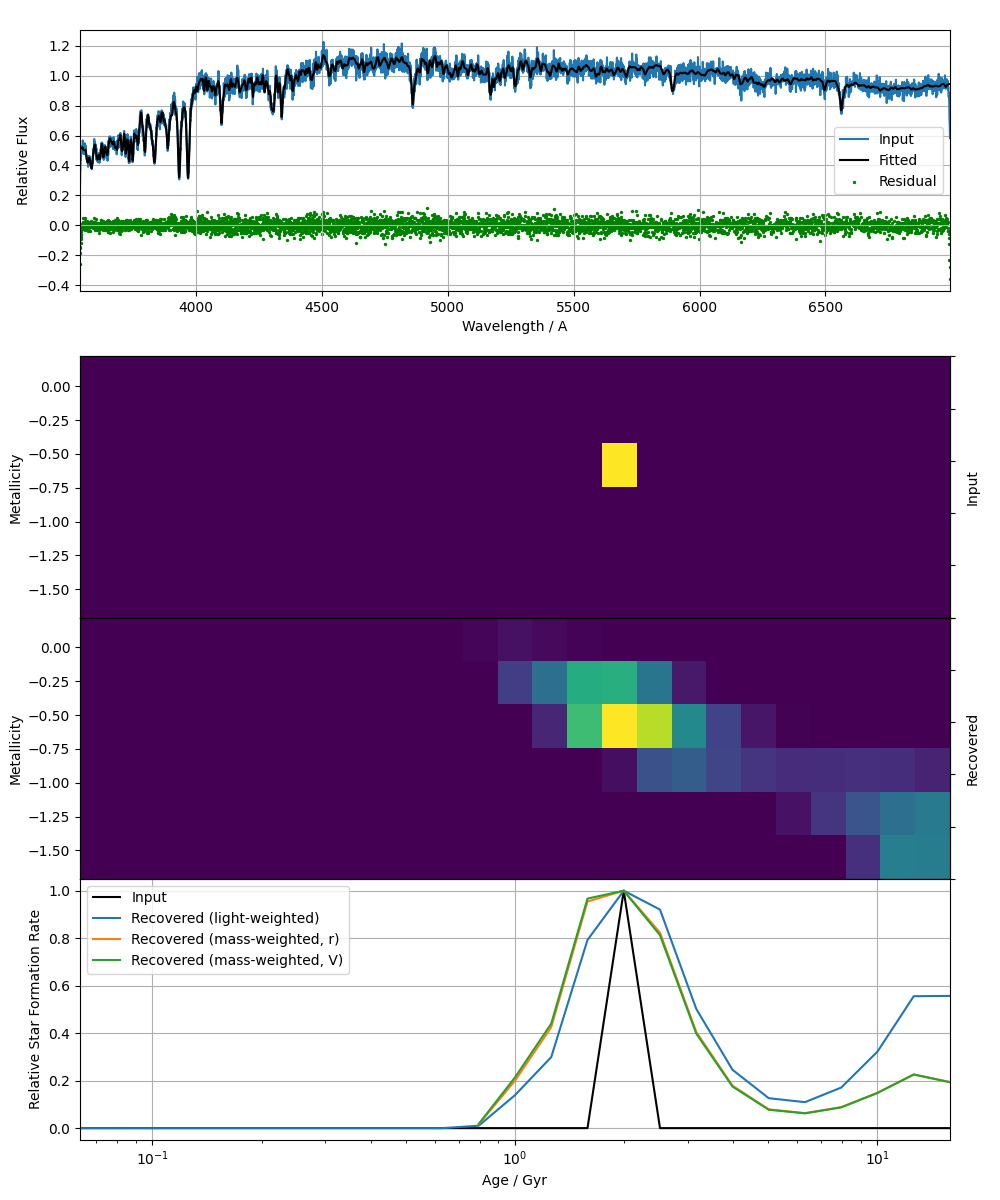 1.2
1.0
0.8
0.6
0.4
0.2
0.0
−0.2
−0.4
Relative Flux
Input
Fitted
Residual
4000
4500
5000
5500
6000
6500
Wavelength / A
0.00
−0.25
−0.50
−0.75
−1.00
−1.25
−1.50
Metallicity
Input
0.00
−0.25
−0.50
−0.75
−1.00
−1.25
−1.50
Metallicity
Recovered
1.0
0.8
0.6
0.4
0.2
0.0
Relative Star Formation Rate
Input
Recovered (light-weighted)
Recovered (mass-weighted, r)
Recovered (mass-weighted, V)
10⁻¹
10⁰
10¹
Age / Gyr